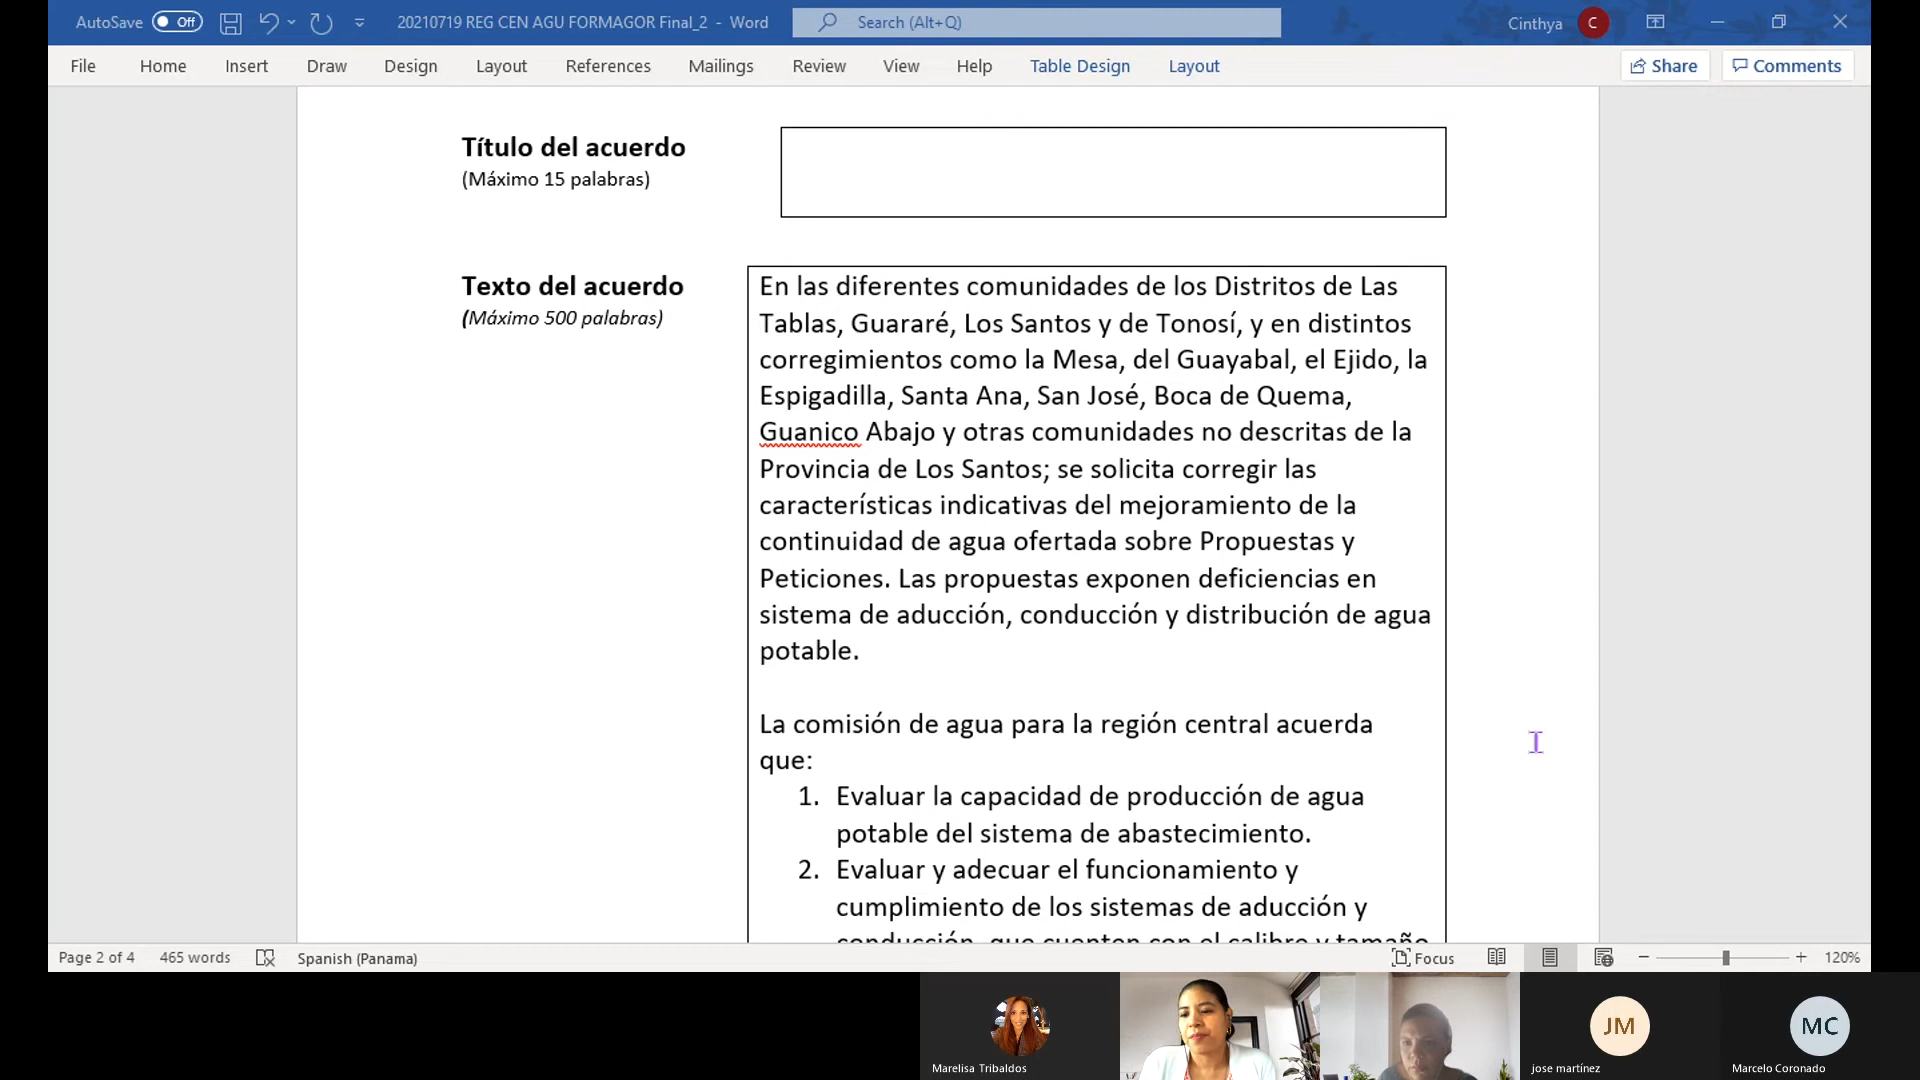 AutoSave Off 20210719 REG CEN AGU FORMAGOR Final_2 - Word Search (Alt+Q) Cinthya C
File Home Insert Draw Design Layout References Mailings Review View Help Table Design Layout Share Comments
Título del acuerdo
(Máximo 15 palabras)
Texto del acuerdo
(Máximo 500 palabras)
En las diferentes comunidades de los Distritos de Las
Tablas, Guararé, Los Santos y de Tonosí, y en distintos
corregimientos como la Mesa, del Guayabal, el Ejido, la
Espigadilla, Santa Ana, San José, Boca de Quema,
Guanico Abajo y otras comunidades no descritas de la
Provincia de Los Santos; se solicita corregir las
características indicativas del mejoramiento de la
continuidad de agua ofertada sobre Propuestas y
Peticiones. Las propuestas exponen deficiencias en
sistema de aducción, conducción y distribución de agua
potable.
La comisión de agua para la región central acuerda
que:
1. Evaluar la capacidad de producción de agua
potable del sistema de abastecimiento.
2. Evaluar y adecuar el funcionamiento y
cumplimiento de los sistemas de aducción y
conducción, que cuenten con el calibre y tamaño
Page 2 of 4 465 words Spanish (Panama) Focus 120%
JM MC
Marelisa Tribaldos jose martínez Marcelo Coronado